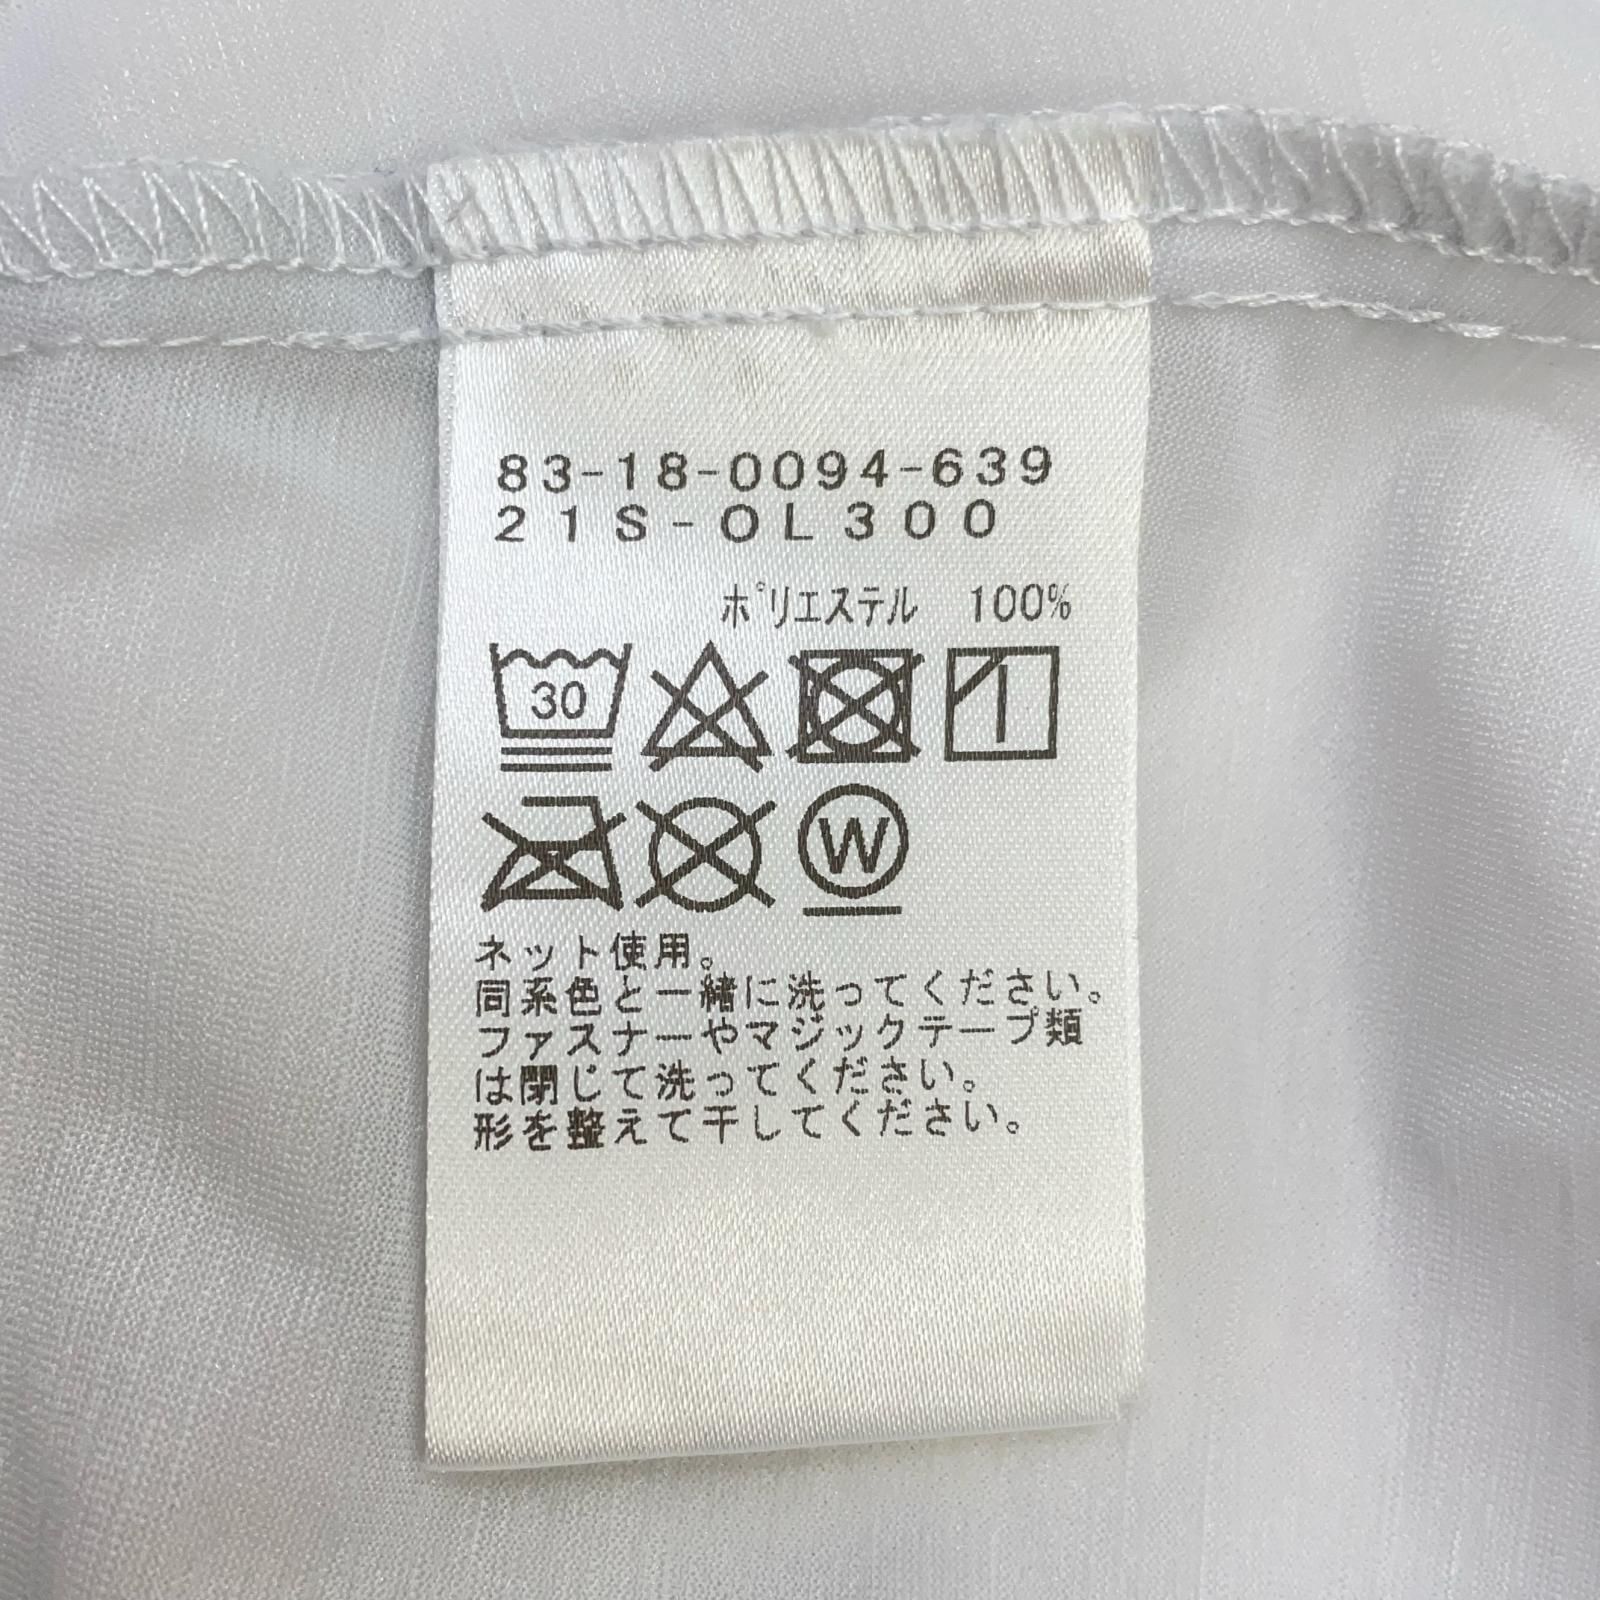 83-18-0094-639
21S-OL300
ポリエステル 100%
30
W
ネット使用。
同系色と一緒に洗ってください。
ファスナーやマジックテープ類
は閉じて洗ってください。
形を整えて干してください。